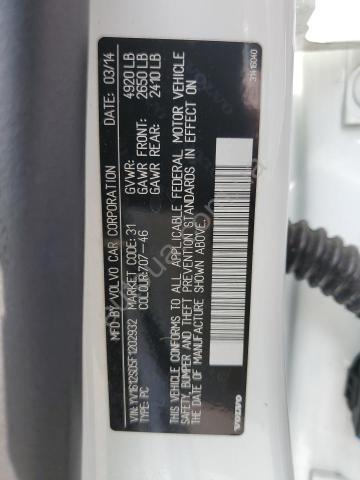 MFD BY: VOLVO CAR CORPORATION 03/14
VIN: YV1612SD5F1202932 GVWR: 4920 LB
TYPE: PC MARKET CODE: 31 GAWR FRONT: 2650 LB
COLOUR: 707-46 GAWR REAR: 2410 LB
THIS VEHICLE CONFORMS TO ALL APPLICABLE FEDERAL MOTOR VEHICLE
SAFETY, BUMPER AND THEFT PREVENTION STANDARDS IN EFFECT ON THE
DATE OF MANUFACTURE SHOWN ABOVE.
VOLVO
31416040